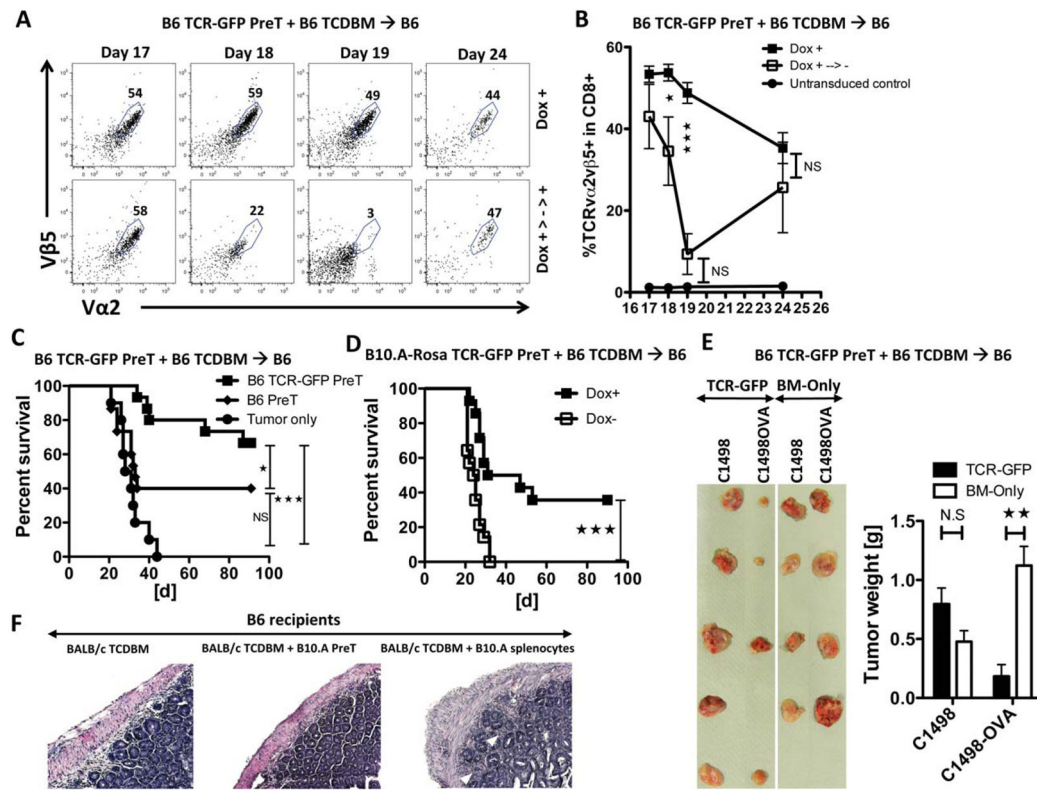 A
B6 TCR-GFP PreT + B6 TCDBM → B6
Day 17
Day 18
Day 19
Day 24
54
59
49
44
Dox +
58
22
3
47
Dox + -> - -> +
Vβ5
Vα2
B
B6 TCR-GFP PreT + B6 TCDBM → B6
Dox +
Dox + --> -
Untransduced control
%TCRvα2vβ5+ in CD8+
60
40
20
0
★
★★★
NS
NS
16 17 18 19 20 21 22 23 24 25 26
C
B6 TCR-GFP PreT + B6 TCDBM → B6
B6 TCR-GFP PreT
B6 PreT
Tumor only
Percent survival
100
80
60
40
20
0
★
★★★
NS
0 20 40 60 80 100
[d]
D
B10.A-Rosa TCR-GFP PreT + B6 TCDBM → B6
Dox+
Dox-
Percent survival
100
80
60
40
20
0
★★★
0 20 40 60 80 100
[d]
E
B6 TCR-GFP PreT + B6 TCDBM → B6
TCR-GFP
BM-Only
C1498
C1498OVA
C1498
C1498OVA
TCR-GFP
BM-Only
Tumor weight [g]
1.5
1.0
0.5
0.0
N.S
★★
C1498
C1498-OVA
F
B6 recipients
BALB/c TCDBM
BALB/c TCDBM + B10.A PreT
BALB/c TCDBM + B10.A splenocytes